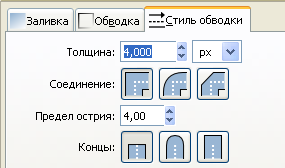 Заливка Обводка Стиль обводки
Толщина: 4,000 px
Соединение:
Предел острия: 4,00
Концы: